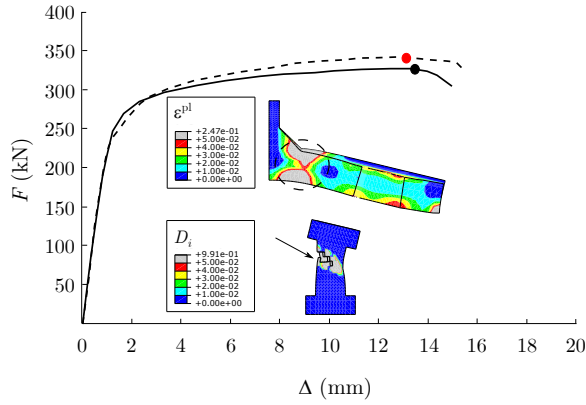 400
350
300
250
200
150
100
50
F (kN)
ε^pl
+2.47e-01
+5.00e-02
+4.00e-02
+3.00e-02
+2.00e-02
+1.00e-02
+0.00e+00
D_i
+9.91e-01
+5.00e-02
+4.00e-02
+3.00e-02
+2.00e-02
+1.00e-02
+0.00e+00
0 2 4 6 8 10 12 14 16 18 20
Δ (mm)